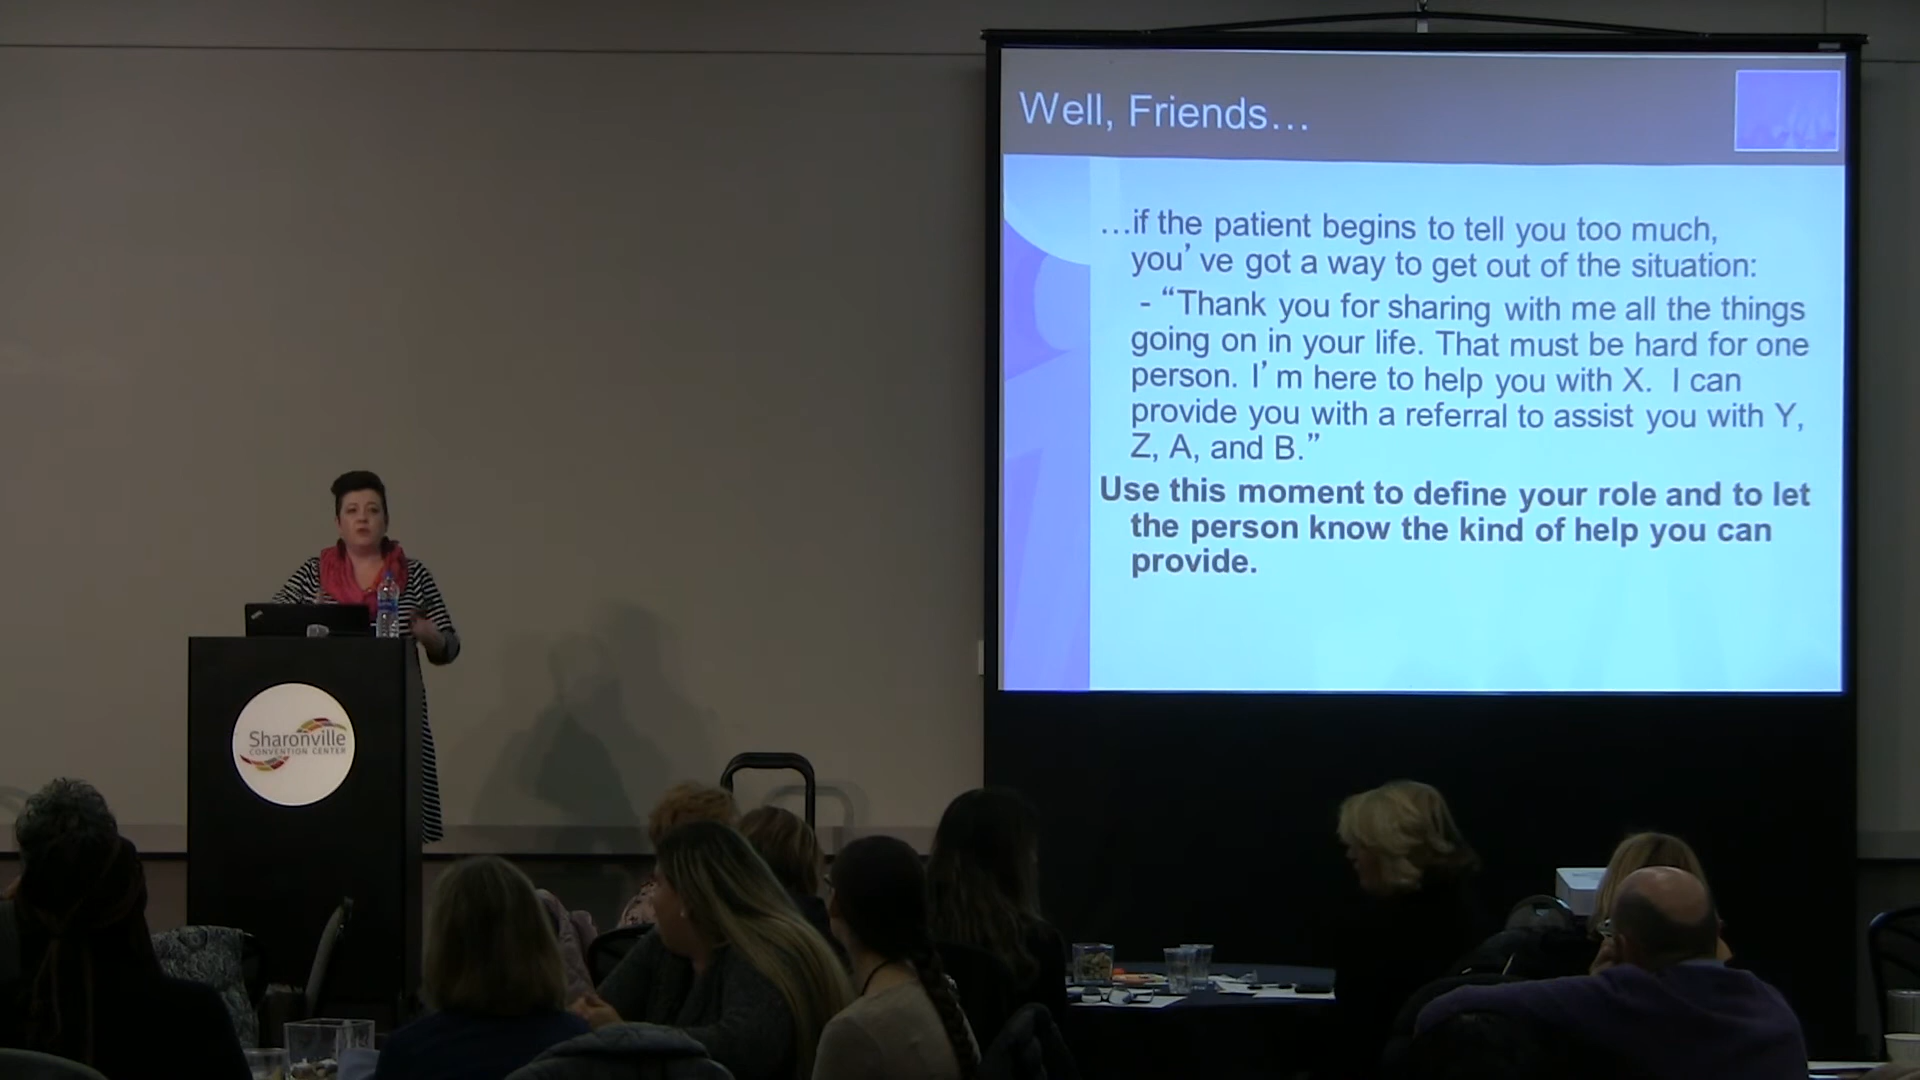 Well, Friends…
…if the patient begins to tell you too much,
you’ ve got a way to get out of the situation:
- “Thank you for sharing with me all the things
going on in your life. That must be hard for one
person. I’ m here to help you with X. I can
provide you with a referral to assist you with Y,
Z, A, and B.”
Use this moment to define your role and to let
the person know the kind of help you can
provide.
Sharonville
CONVENTION CENTER